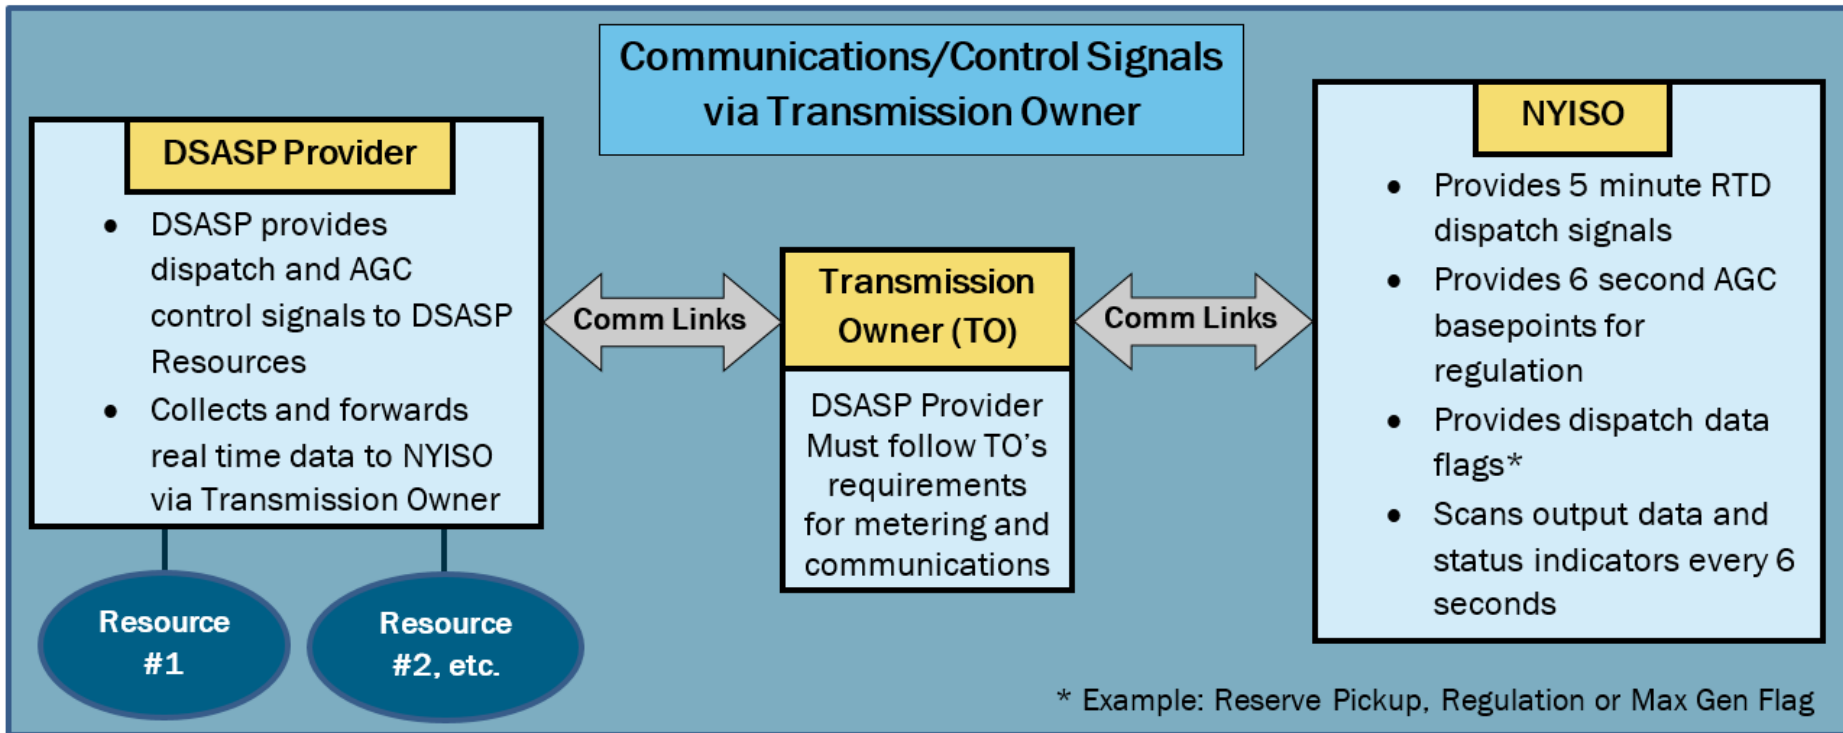 Communications/Control Signals
via Transmission Owner
DSASP Provider
● DSASP provides
dispatch and AGC
control signals to DSASP
Resources
● Collects and forwards
real time data to NYISO
via Transmission Owner
Resource
#1
Resource
#2, etc.
Comm Links
Transmission
Owner (TO)
DSASP Provider
Must follow TO's
requirements
for metering and
communications
Comm Links
NYISO
● Provides 5 minute RTD
dispatch signals
● Provides 6 second AGC
basepoints for
regulation
● Provides dispatch data
flags*
● Scans output data and
status indicators every 6
seconds
* Example: Reserve Pickup, Regulation or Max Gen Flag